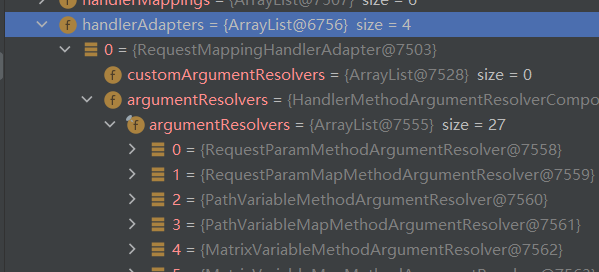 handlerMappings = {ArrayList@7507} size = 6
handlerAdapters = {ArrayList@6756} size = 4
0 = {RequestMappingHandlerAdapter@7503}
customArgumentResolvers = {ArrayList@7528} size = 0
argumentResolvers = {HandlerMethodArgumentResolverCompo
argumentResolvers = {ArrayList@7555} size = 27
0 = {RequestParamMethodArgumentResolver@7558}
1 = {RequestParamMapMethodArgumentResolver@7559}
2 = {PathVariableMethodArgumentResolver@7560}
3 = {PathVariableMapMethodArgumentResolver@7561}
4 = {MatrixVariableMethodArgumentResolver@7562}